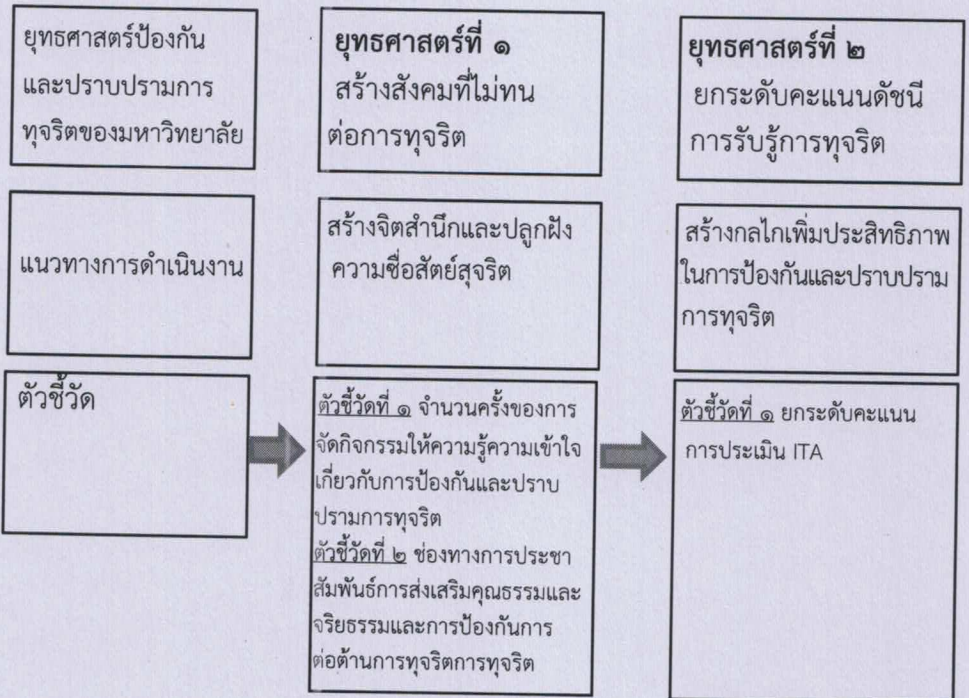 ยุทธศาสตร์ป้องกัน
และปราบปรามการ
ทุจริตของมหาวิทยาลัย
ยุทธศาสตร์ที่ ๑
สร้างสังคมที่ไม่ทน
ต่อการทุจริต
ยุทธศาสตร์ที่ ๒
ยกระดับคะแนนดัชนี
การรับรู้การทุจริต
แนวทางการดำเนินงาน
สร้างจิตสำนึกและปลูกฝัง
ความซื่อสัตย์สุจริต
สร้างกลไกเพิ่มประสิทธิภาพ
ในการป้องกันและปราบปราม
การทุจริต
ตัวชี้วัด
ตัวชี้วัดที่ ๑ จำนวนครั้งของการ
จัดกิจกรรมให้ความรู้ความเข้าใจ
เกี่ยวกับการป้องกันและปราบ
ปรามการทุจริต
ตัวชี้วัดที่ ๒ ช่องทางการประชา
สัมพันธ์การส่งเสริมคุณธรรมและ
จริยธรรมและการป้องกันการ
ต่อต้านการทุจริตการทุจริต
ตัวชี้วัดที่ ๑ ยกระดับคะแนน
การประเมิน ITA